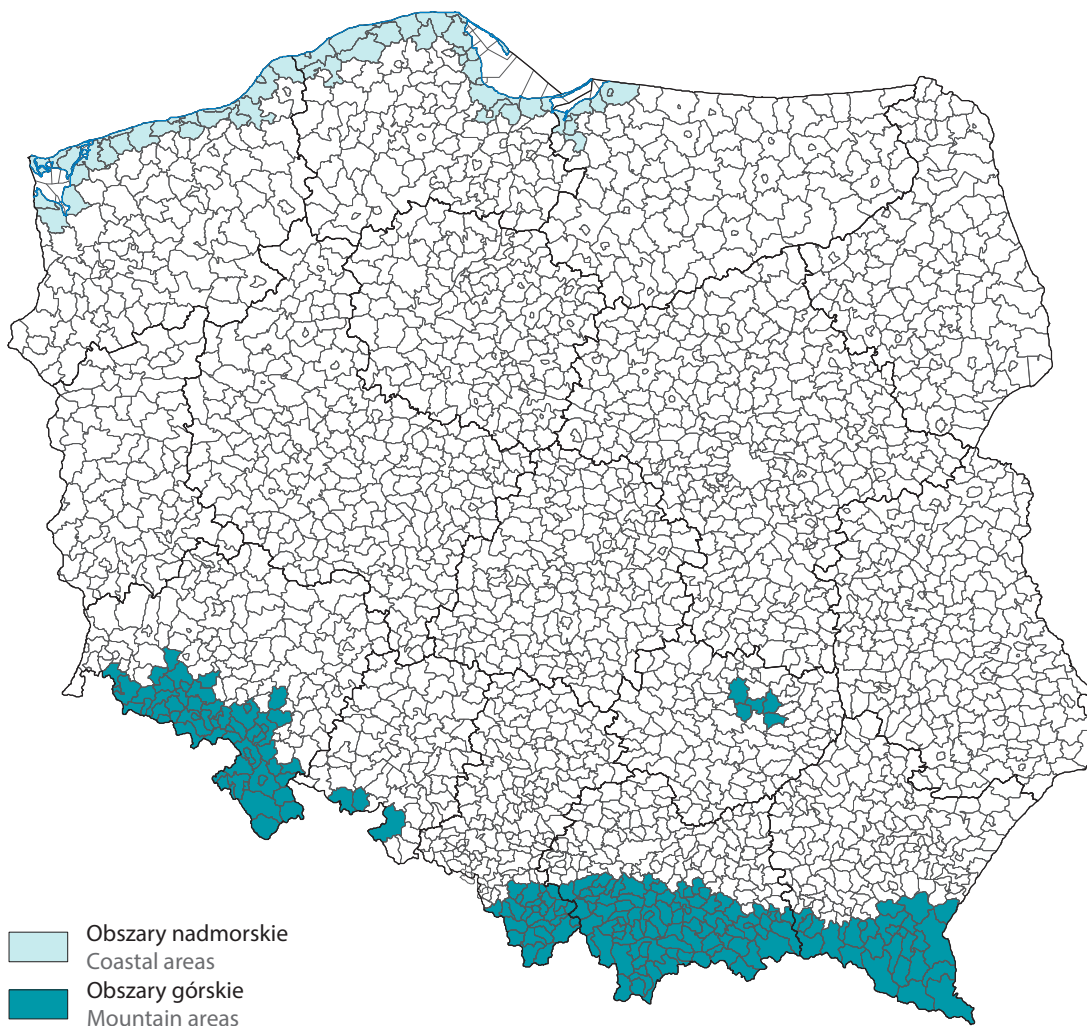 Obszary nadmorskie
Coastal areas
Obszary górskie
Mountain areas